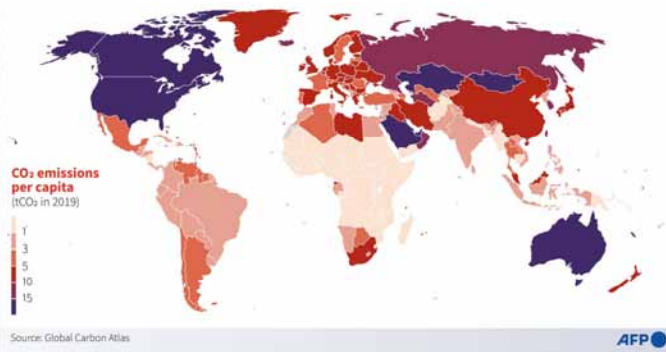 CO₂ emissions
per capita
(tCO₂ in 2019)
1
3
5
10
15
Source: Global Carbon Atlas
AFP